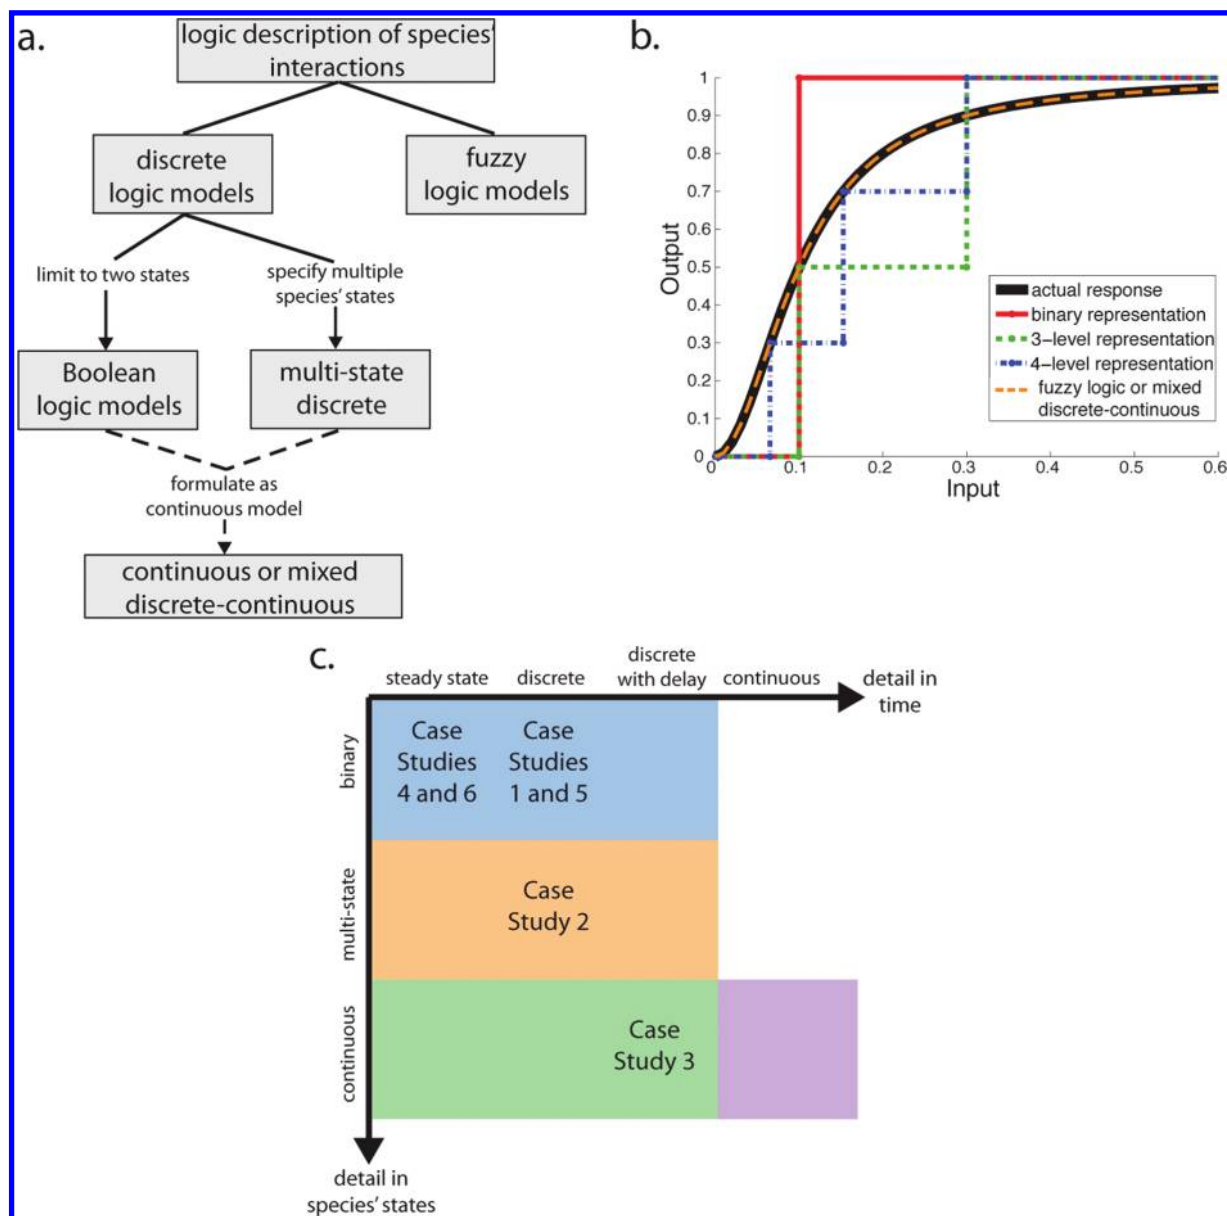 a.
logic description of species'
interactions
discrete
logic models
fuzzy
logic models
limit to two states
specify multiple
species' states
Boolean
logic models
multi-state
discrete
formulate as
continuous model
continuous or mixed
discrete-continuous
b.
1
0.9
0.8
0.7
0.6
0.5
0.4
0.3
0.2
0.1
0
Output
0
0.1
0.2
0.3
0.4
0.5
0.6
Input
actual response
binary representation
3-level representation
4-level representation
fuzzy logic or mixed
discrete-continuous
c.
steady state
discrete
discrete
with delay
continuous
detail in
time
binary
Case
Studies
4 and 6
Case
Studies
1 and 5
multi-state
Case
Study 2
continuous
Case
Study 3
detail in
species' states